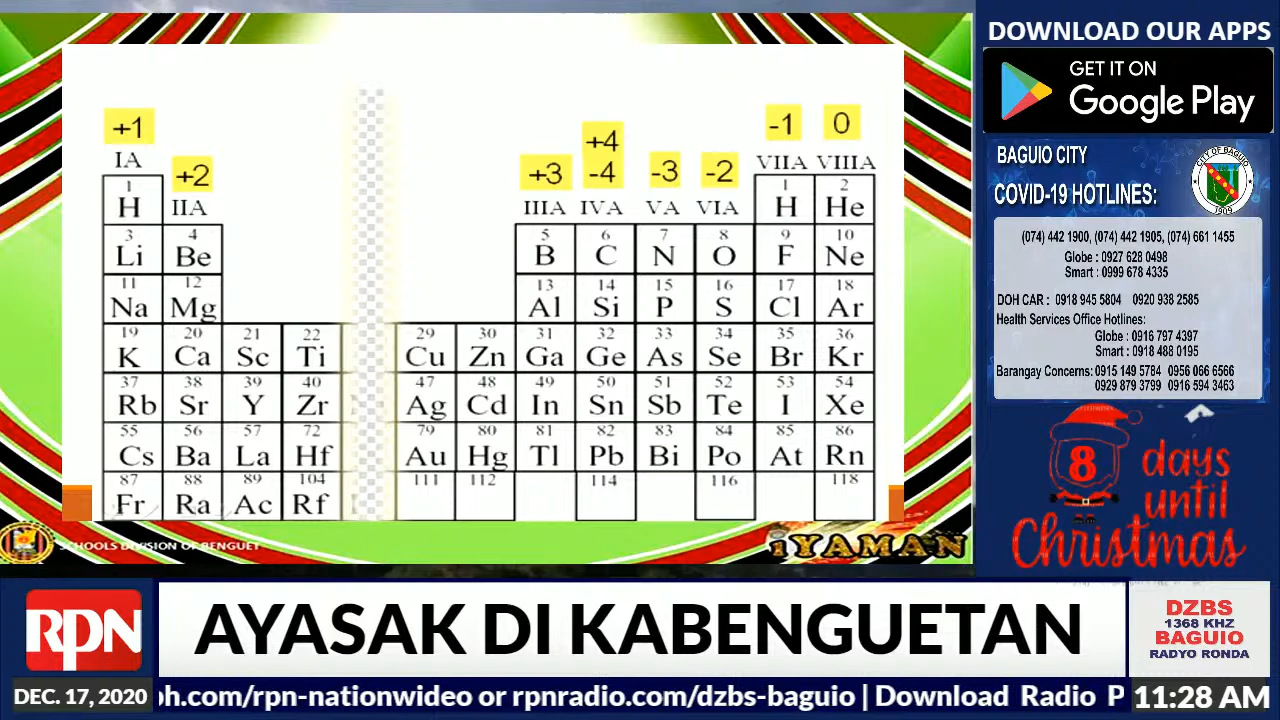 +1
IA
+2
IIA
+3
IIIA
+4
-4
IVA
-3
VA
-2
VIA
-1
VIIA
0
VIIIA
1 1 2
H H He
3 4 5 6 7 8 9 10
Li Be B C N O F Ne
11 12 13 14 15 16 17 18
Na Mg Al Si P S Cl Ar
19 20 21 22 29 30 31 32 33 34 35 36
K Ca Sc Ti Cu Zn Ga Ge As Se Br Kr
37 38 39 40 47 48 49 50 51 52 53 54
Rb Sr Y Zr Ag Cd In Sn Sb Te I Xe
55 56 57 72 79 80 81 82 83 84 85 86
Cs Ba La Hf Au Hg Tl Pb Bi Po At Rn
87 88 89 104 111 112 114 116 118
Fr Ra Ac Rf
SCHOOLS DIVISION OF BENGUET
iYAMAN
DOWNLOAD OUR APPS
GET IT ON
Google Play
BAGUIO CITY
COVID-19 HOTLINES:
(074) 442 1900, (074) 442 1905, (074) 661 1455
Globe : 0927 628 0498
Smart : 0999 678 4335
DOH CAR : 0918 945 5804 0920 938 2585
Health Services Office Hotlines:
Globe : 0916 797 4397
Smart : 0918 488 0195
Barangay Concerns: 0915 149 5784 0956 066 6566
0929 879 3799 0916 594 3463
8 days
until
Christmas
RPN
AYASAK DI KABENGUETAN
DZBS
1368 KHZ
BAGUIO
RADYO RONDA
DEC. 17, 2020
ph.com/rpn-nationwideo or rpnradio.com/dzbs-baguio | Download Radio P
11:28 AM